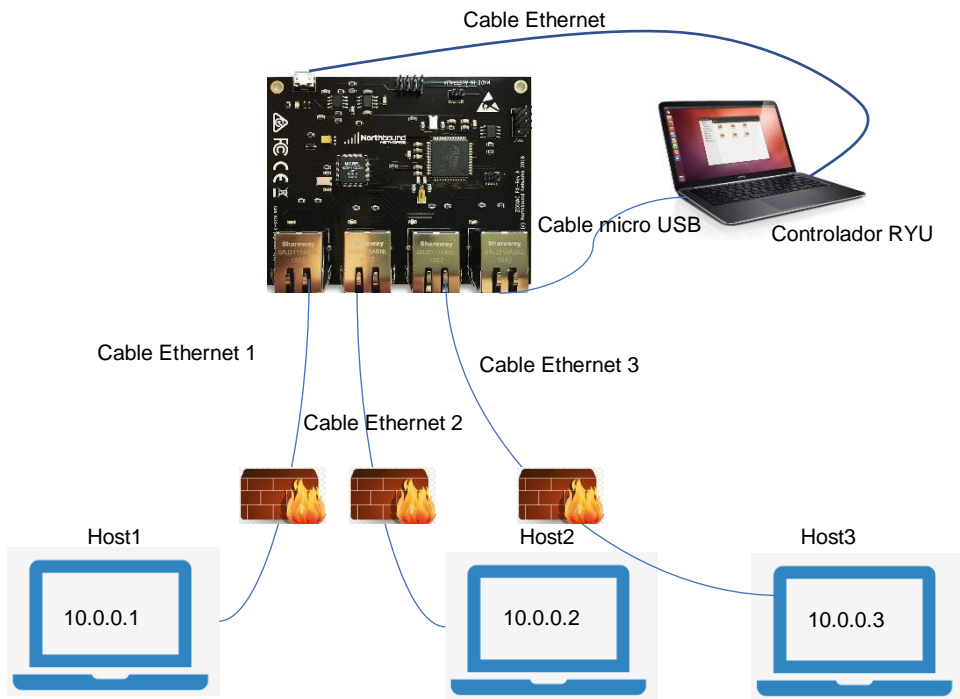 Cable Ethernet
Northbound
NETWORKS
Shareway
Shareway
Shareway
Cable micro USB
Controlador RYU
Cable Ethernet 1
Cable Ethernet 3
Cable Ethernet 2
Host1
Host2
Host3
10.0.0.1
10.0.0.2
10.0.0.3